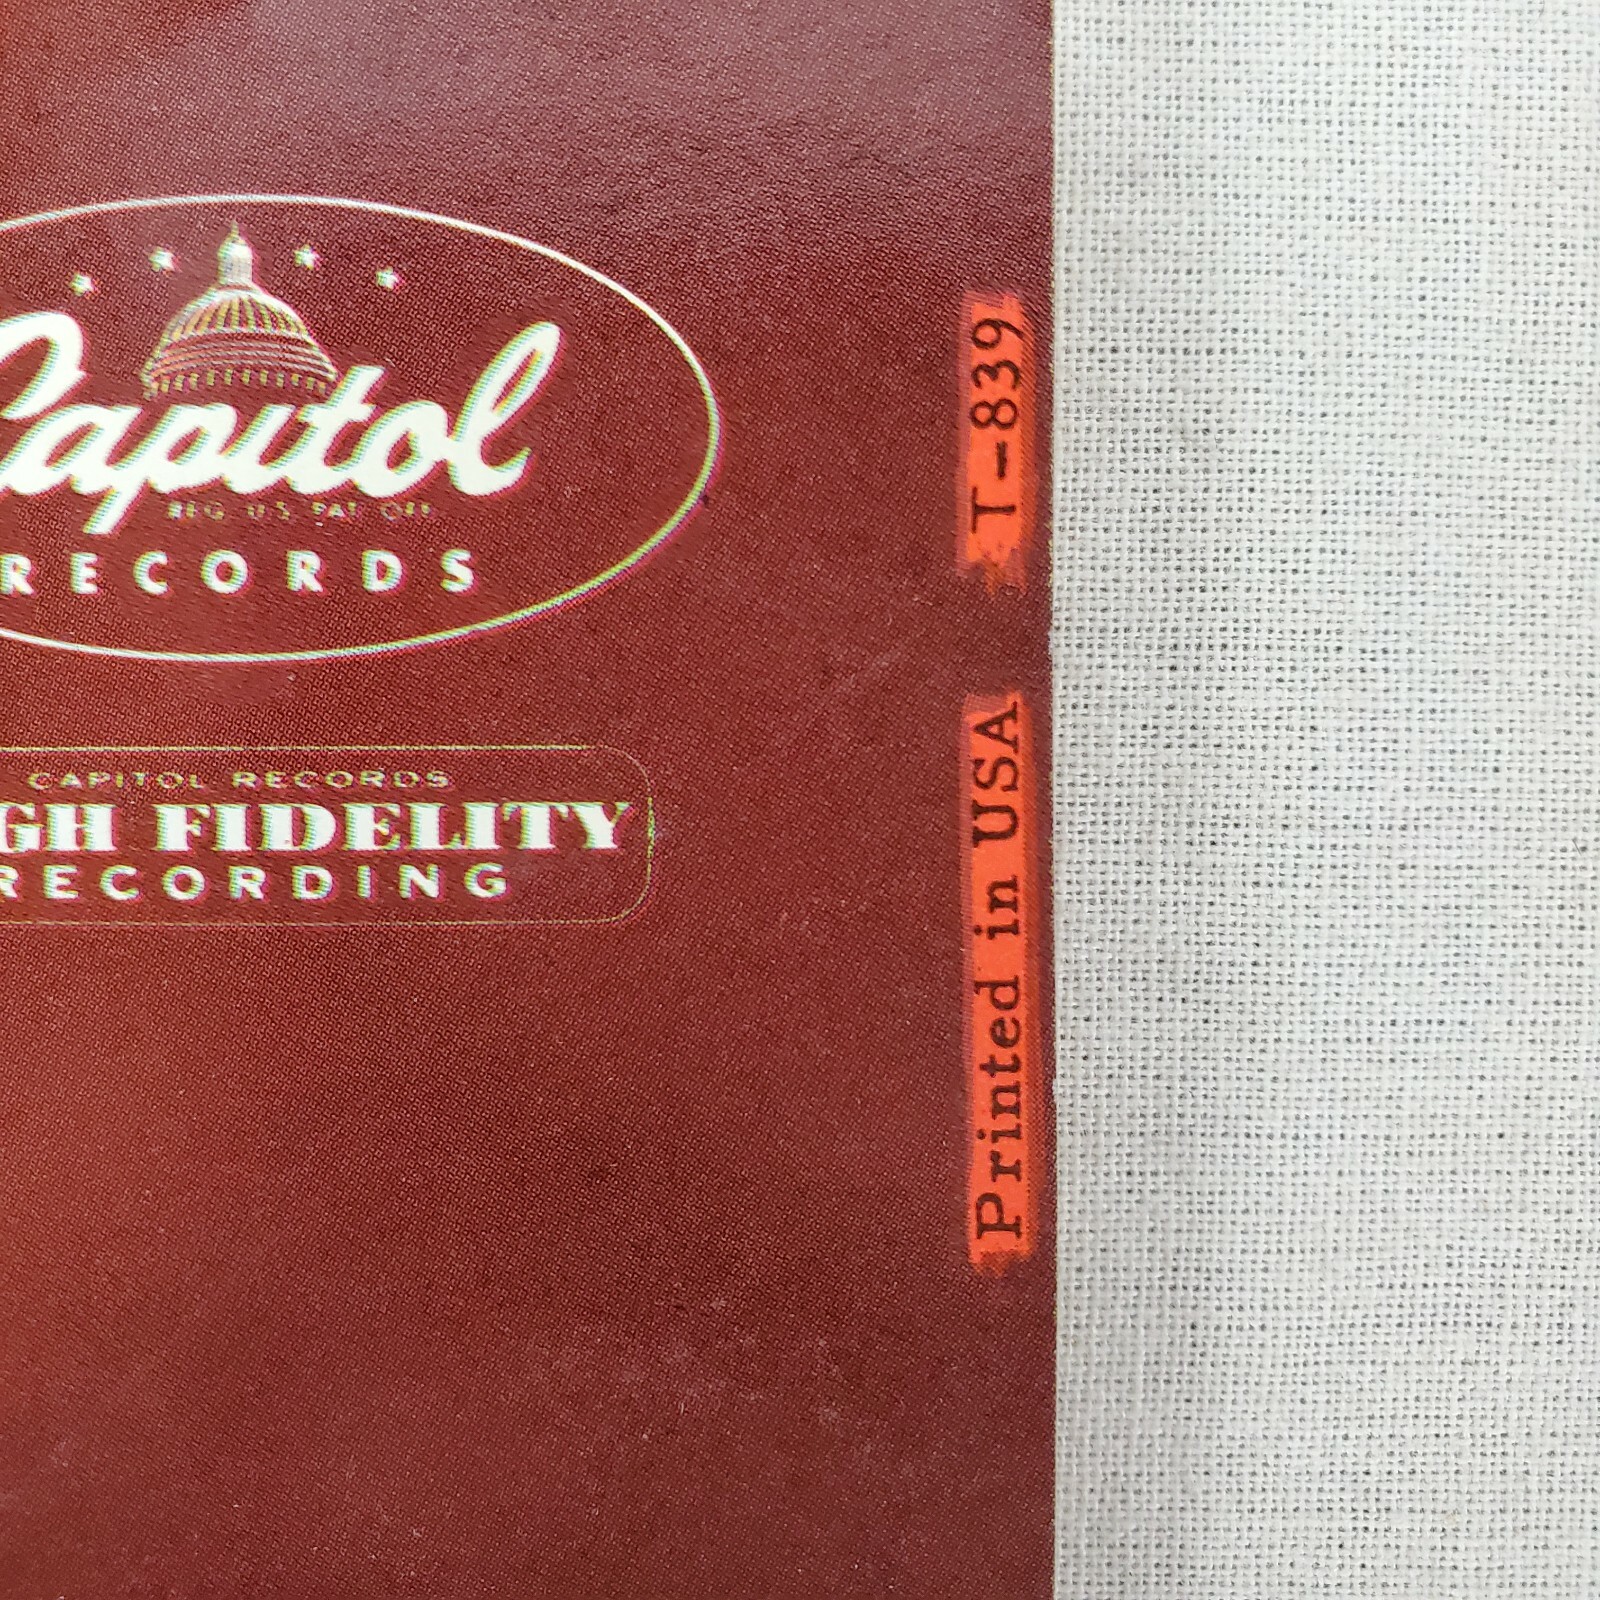 Capitol
REG. U.S. PAT. OFF.
RECORDS
CAPITOL RECORDS
GH FIDELITY
RECORDING
T-839
Printed in USA